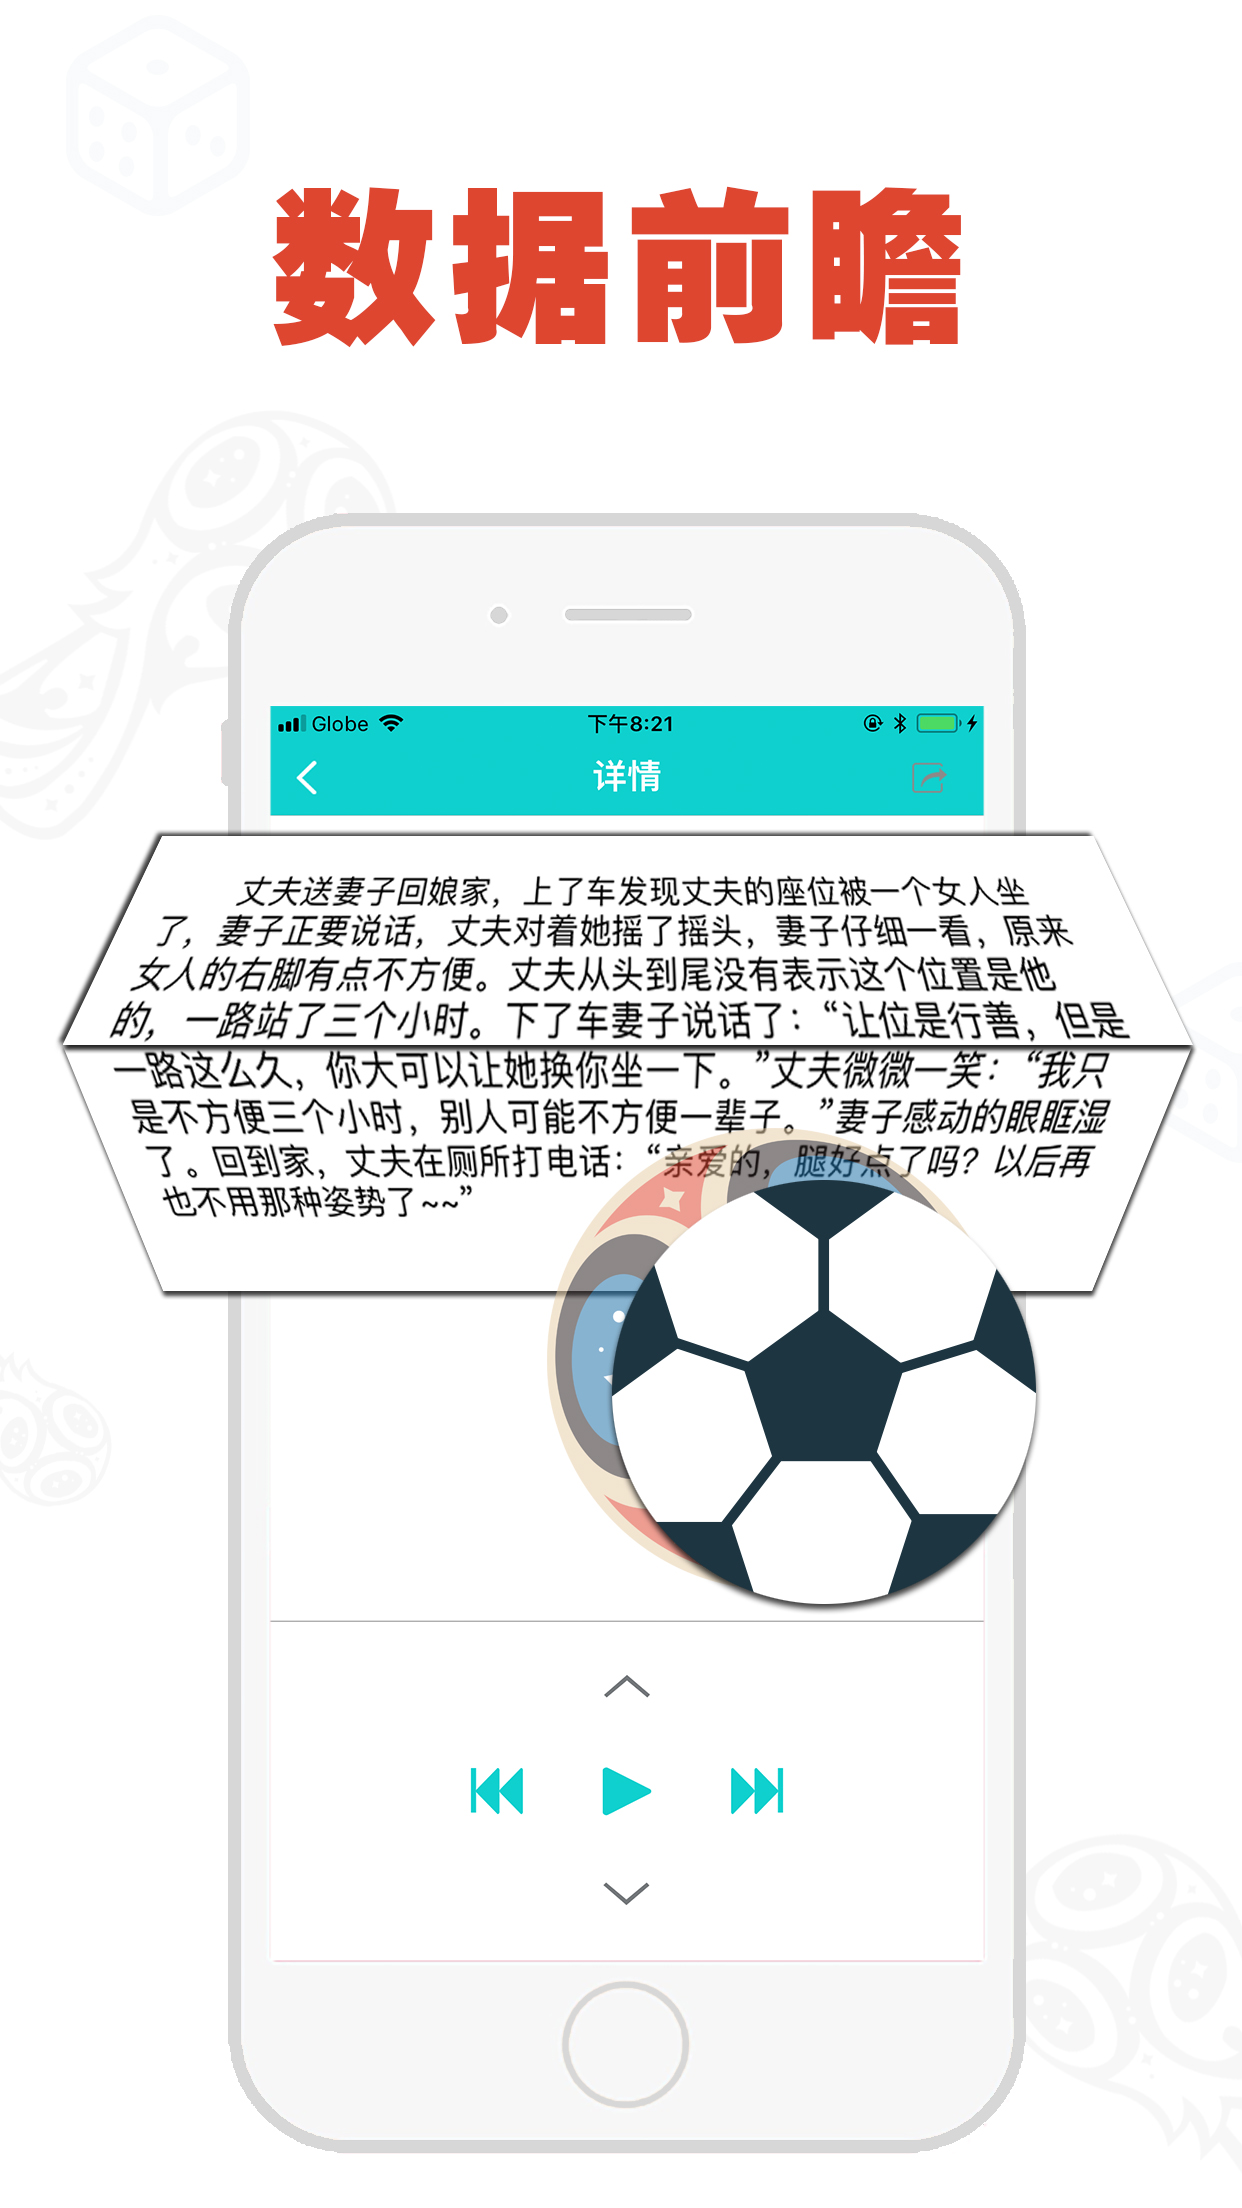 数据前瞻
Globe 下午8:21
详情
丈夫送妻子回娘家，上了车发现丈夫的座位被一个女人坐
了，妻子正要说话，丈夫对着她摇了摇头，妻子仔细一看，原来
女人的右脚有点不方便。丈夫从头到尾没有表示这个位置是他
的，一路站了三个小时。下了车妻子说话了：“让位是行善，但是
一路这么久，你大可以让她换你坐一下。”丈夫微微一笑：“我只
是不方便三个小时，别人可能不方便一辈子。”妻子感动的眼眶湿
了。回到家，丈夫在厕所打电话：“亲爱的，腿好点了吗？以后再
也不用那种姿势了~~”